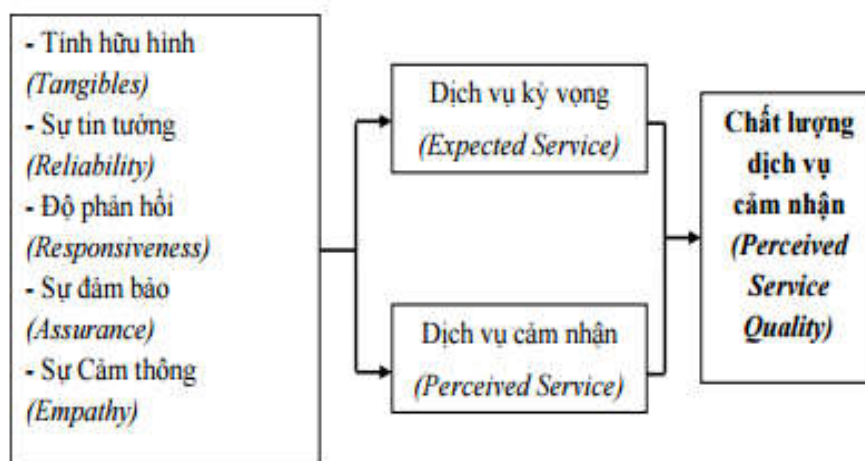 - Tính hữu hình
(Tangibles)
- Sự tin tưởng
(Reliability)
- Độ phản hồi
(Responsiveness)
- Sự đảm bảo
(Assurance)
- Sự Cảm thông
(Empathy)
Dịch vụ kỳ vọng
(Expected Service)
Dịch vụ cảm nhận
(Perceived Service)
Chất lượng
dịch vụ
cảm nhận
(Perceived
Service
Quality)